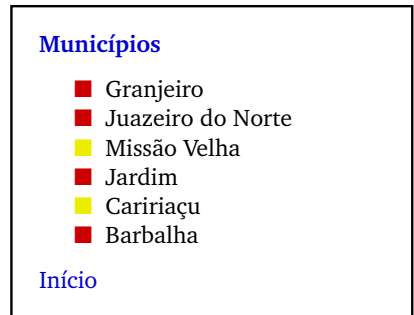 Municípios
Granjeiro
Juazeiro do Norte
Missão Velha
Jardim
Caririaçu
Barbalha
Início